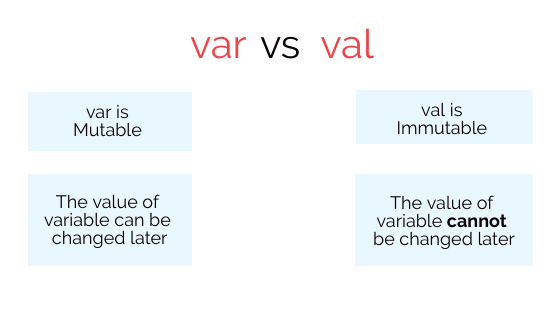 var vs val
var is
Mutable
val is
Immutable
The value of
variable can be
changed later
The value of
variable cannot
be changed later